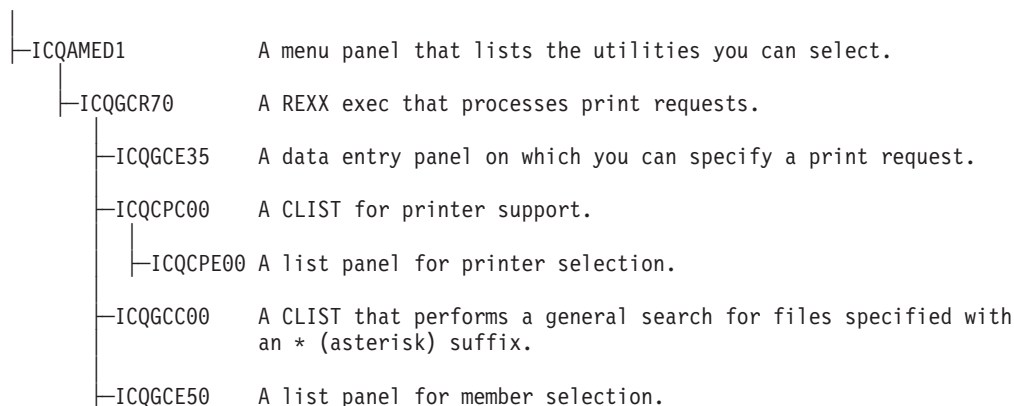 ICQAMED1 A menu panel that lists the utilities you can select.
ICQGCR70 A REXX exec that processes print requests.
ICQGCE35 A data entry panel on which you can specify a print request.
ICQCPC00 A CLIST for printer support.
ICQCPE00 A list panel for printer selection.
ICQGCC00 A CLIST that performs a general search for files specified with
an * (asterisk) suffix.
ICQGCE50 A list panel for member selection.